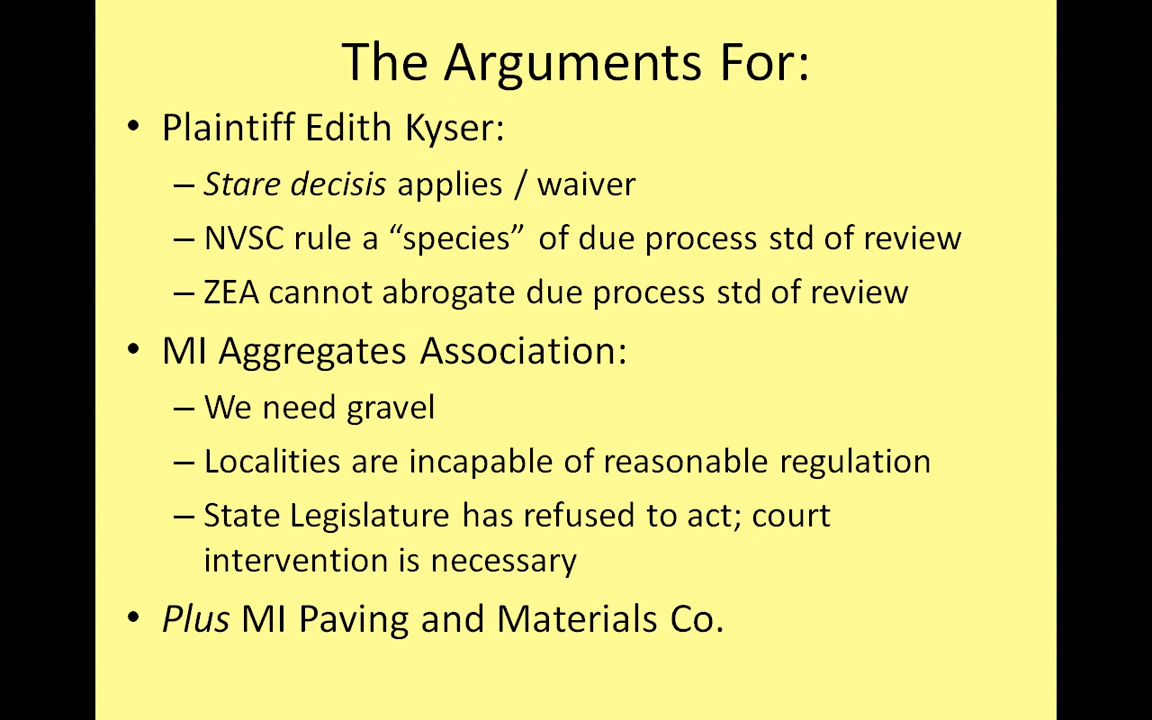 The Arguments For:
• Plaintiff Edith Kyser:
– Stare decisis applies / waiver
– NVSC rule a “species” of due process std of review
– ZEA cannot abrogate due process std of review
• MI Aggregates Association:
– We need gravel
– Localities are incapable of reasonable regulation
– State Legislature has refused to act; court
intervention is necessary
• Plus MI Paving and Materials Co.